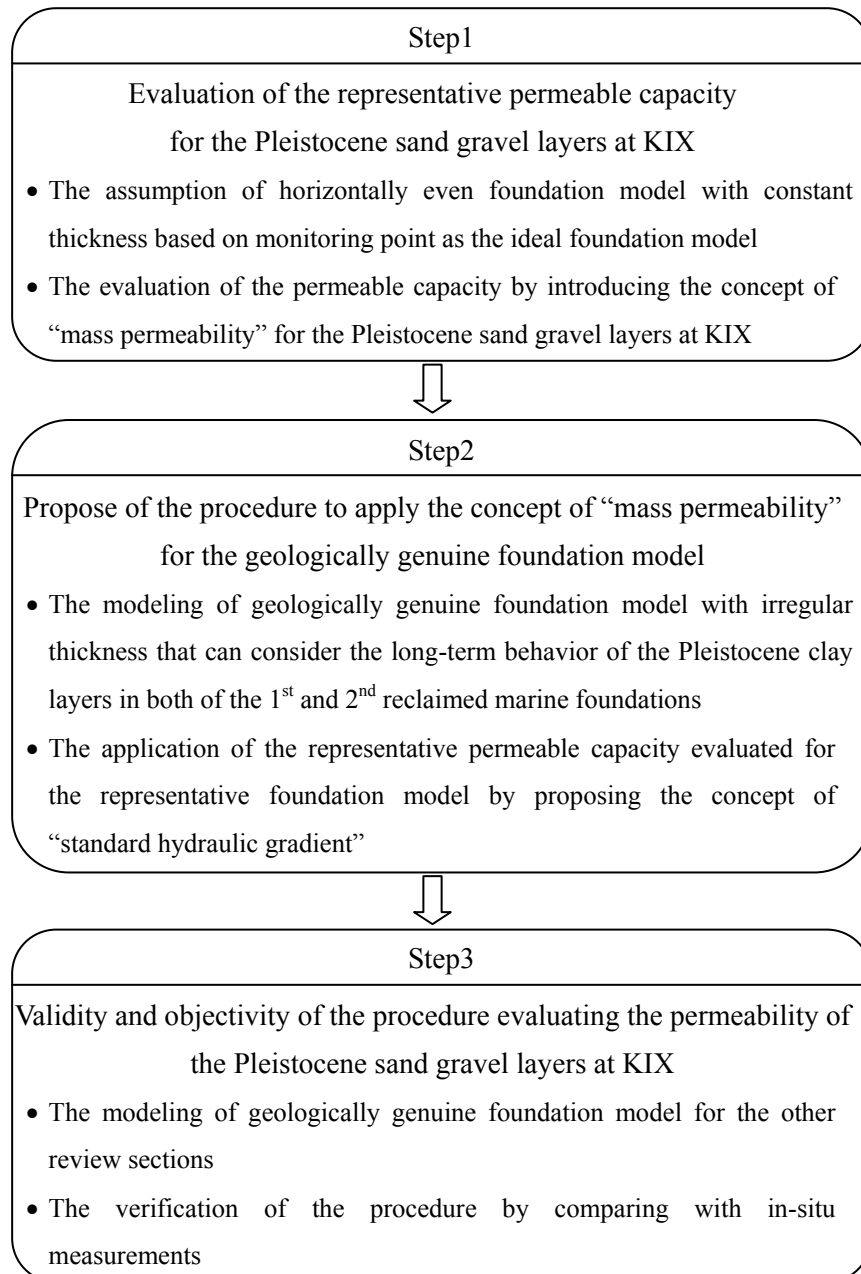 Step1
Evaluation of the representative permeable capacity
for the Pleistocene sand gravel layers at KIX
• The assumption of horizontally even foundation model with constant
thickness based on monitoring point as the ideal foundation model
• The evaluation of the permeable capacity by introducing the concept of
“mass permeability” for the Pleistocene sand gravel layers at KIX
Step2
Propose of the procedure to apply the concept of “mass permeability”
for the geologically genuine foundation model
• The modeling of geologically genuine foundation model with irregular
thickness that can consider the long-term behavior of the Pleistocene clay
layers in both of the 1st and 2nd reclaimed marine foundations
• The application of the representative permeable capacity evaluated for
the representative foundation model by proposing the concept of
“standard hydraulic gradient”
Step3
Validity and objectivity of the procedure evaluating the permeability of
the Pleistocene sand gravel layers at KIX
• The modeling of geologically genuine foundation model for the other
review sections
• The verification of the procedure by comparing with in-situ
measurements